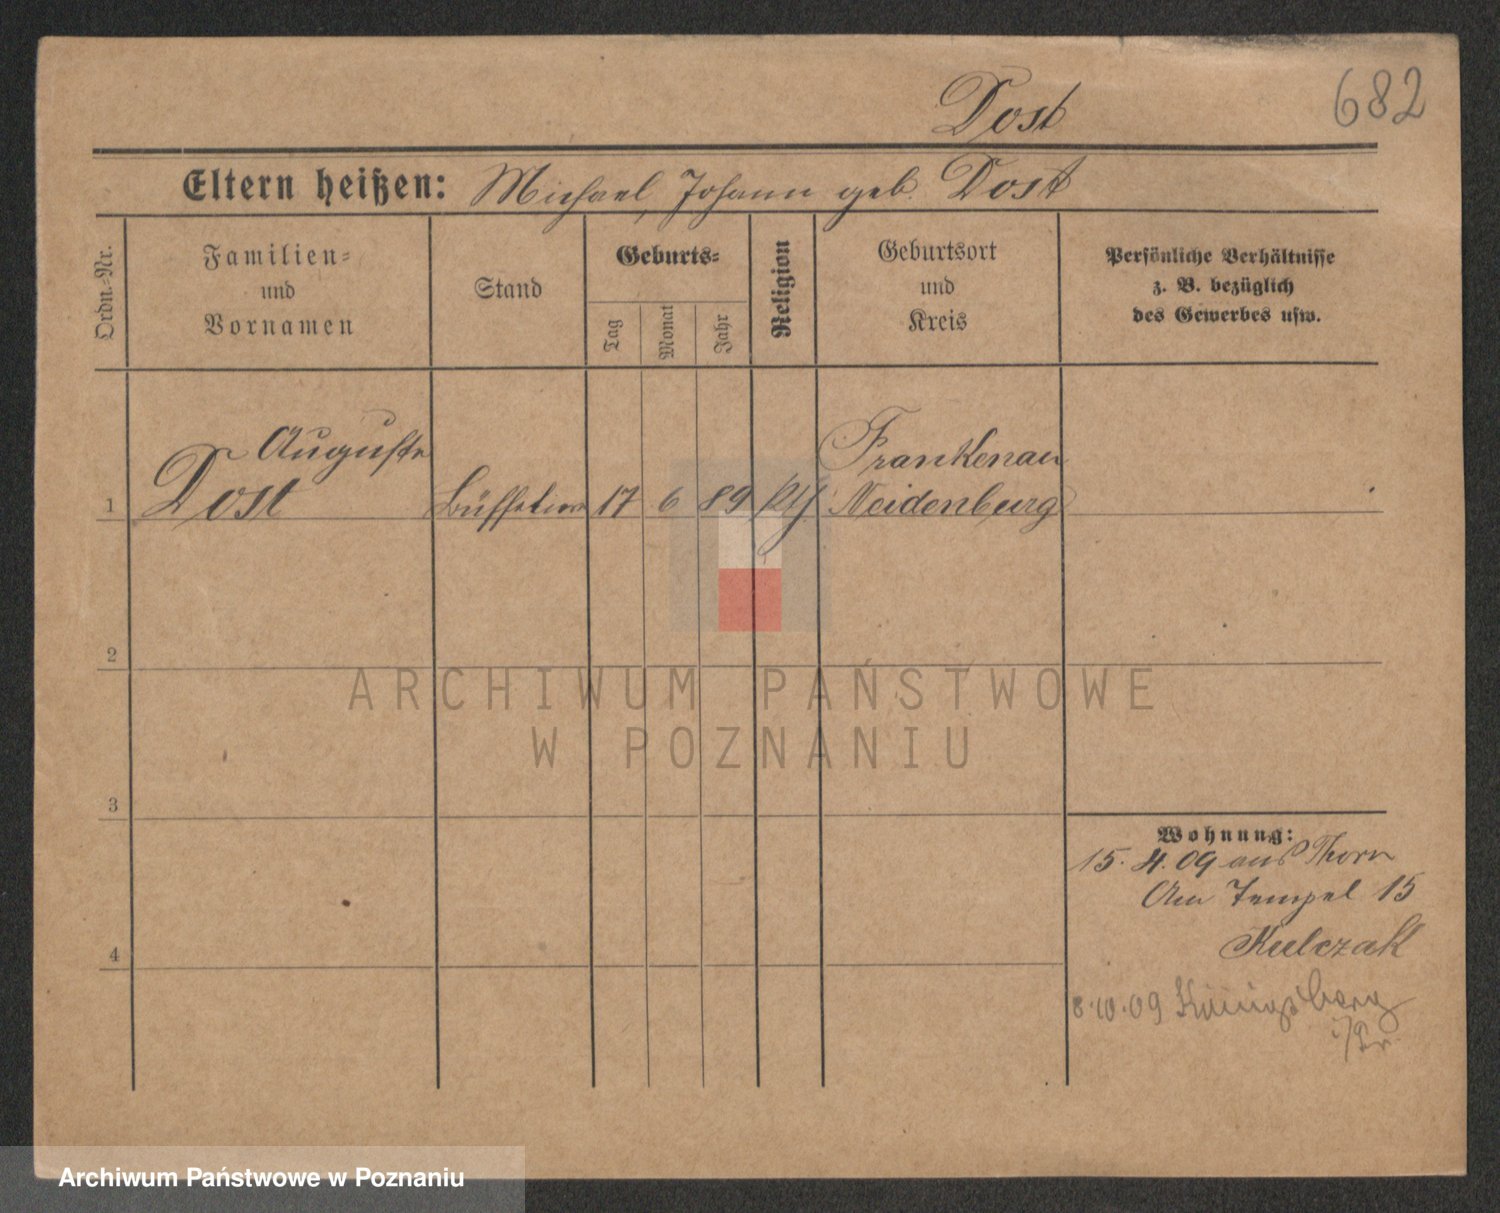 Dost
682
Eltern heißen: Michael, Johann geb. Dost
Ordn.-Nr.
Familien-
und
Vornamen
Stand
Geburts-
Tag
Monat
Jahr
Religion
Geburtsort
und
Kreis
Persönliche Verhältnisse
z. B. bezüglich
des Gewerbes usw.
Auguste
Frankenau
1 Dost Büffetiere 17 6 89 Neidenburg
2
ARCHIWUM PAŃSTWOWE
W POZNANIU
3
Wohnung:
15. 4. 09 aus Thorn
Am Tempel 15
Kulczak
4
8.10.09 Königsberg
i/Pr.
Archiwum Państwowe w Poznaniu